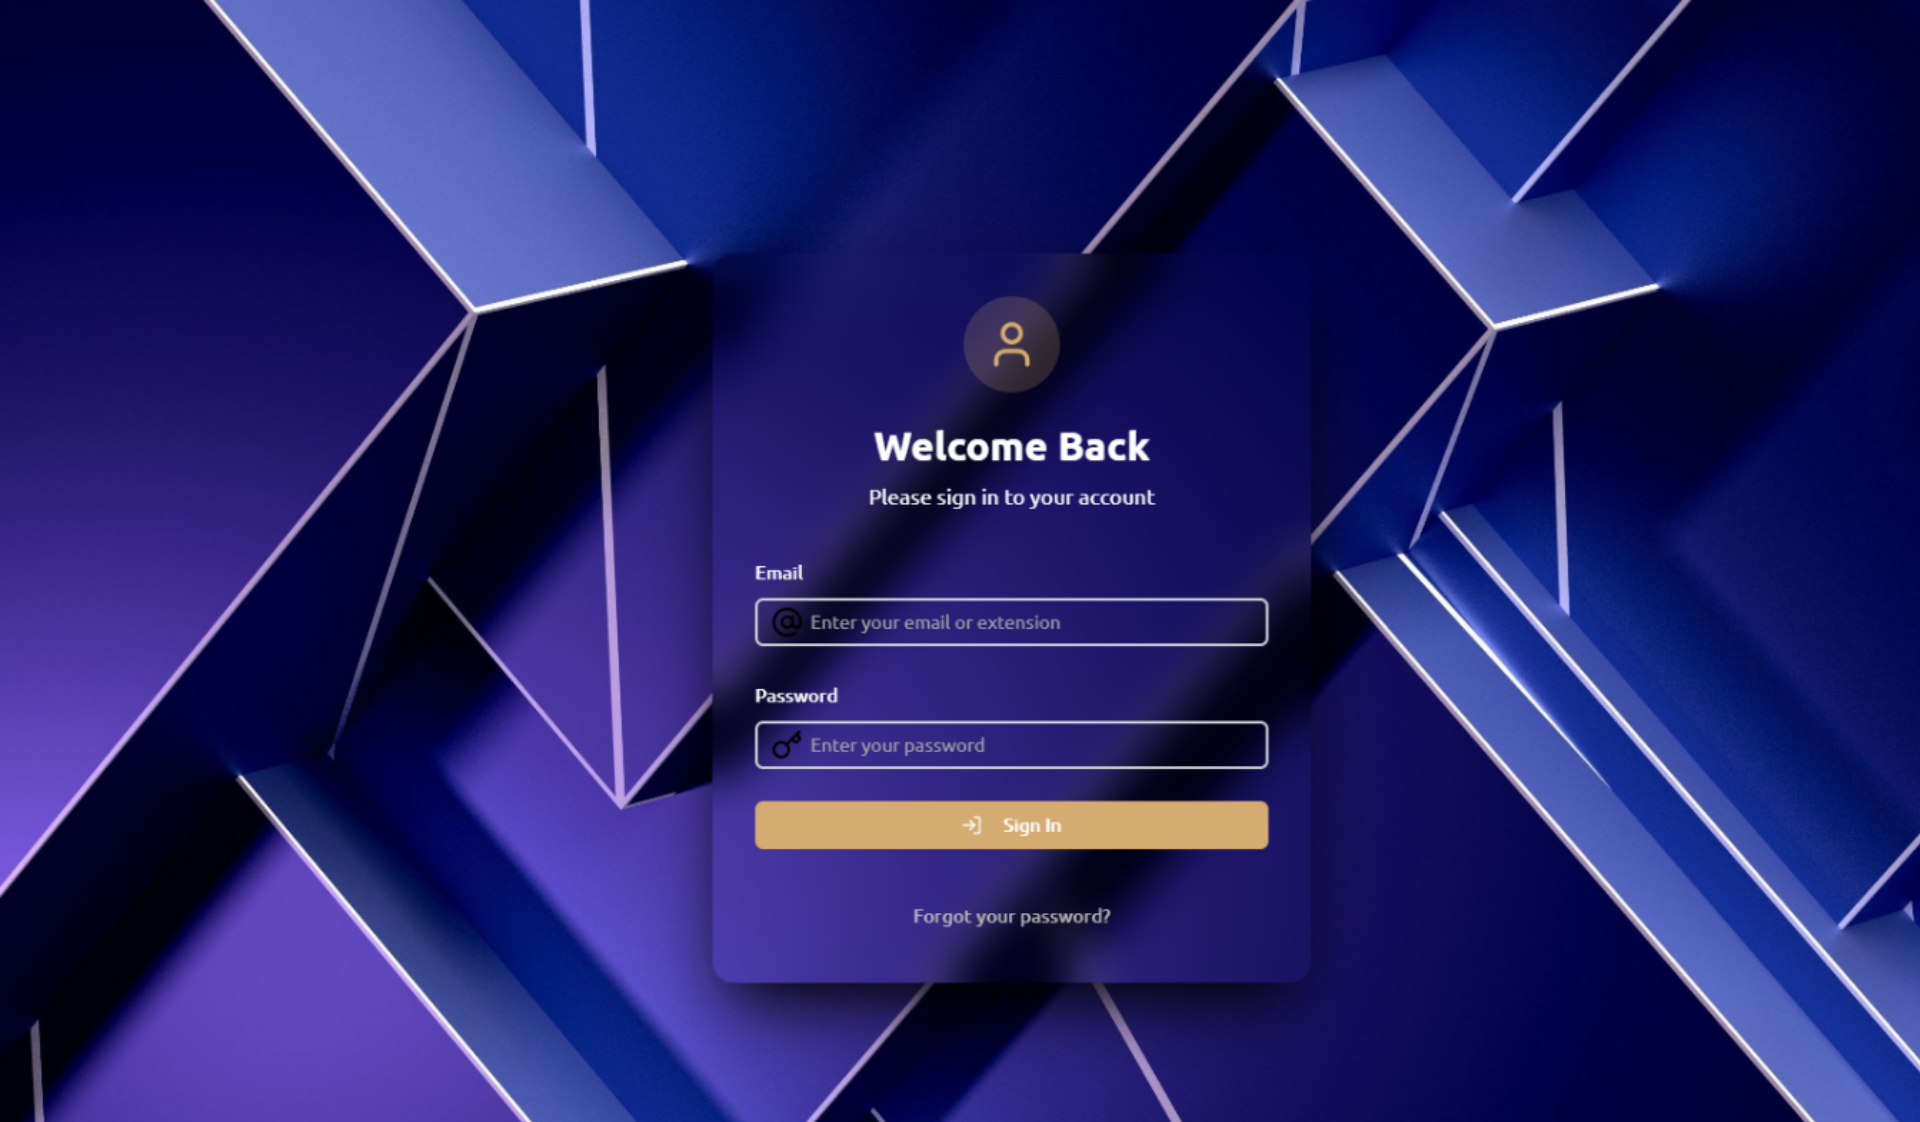 Welcome Back
Please sign in to your account
Email
Enter your email or extension
Password
Enter your password
Sign In
Forgot your password?